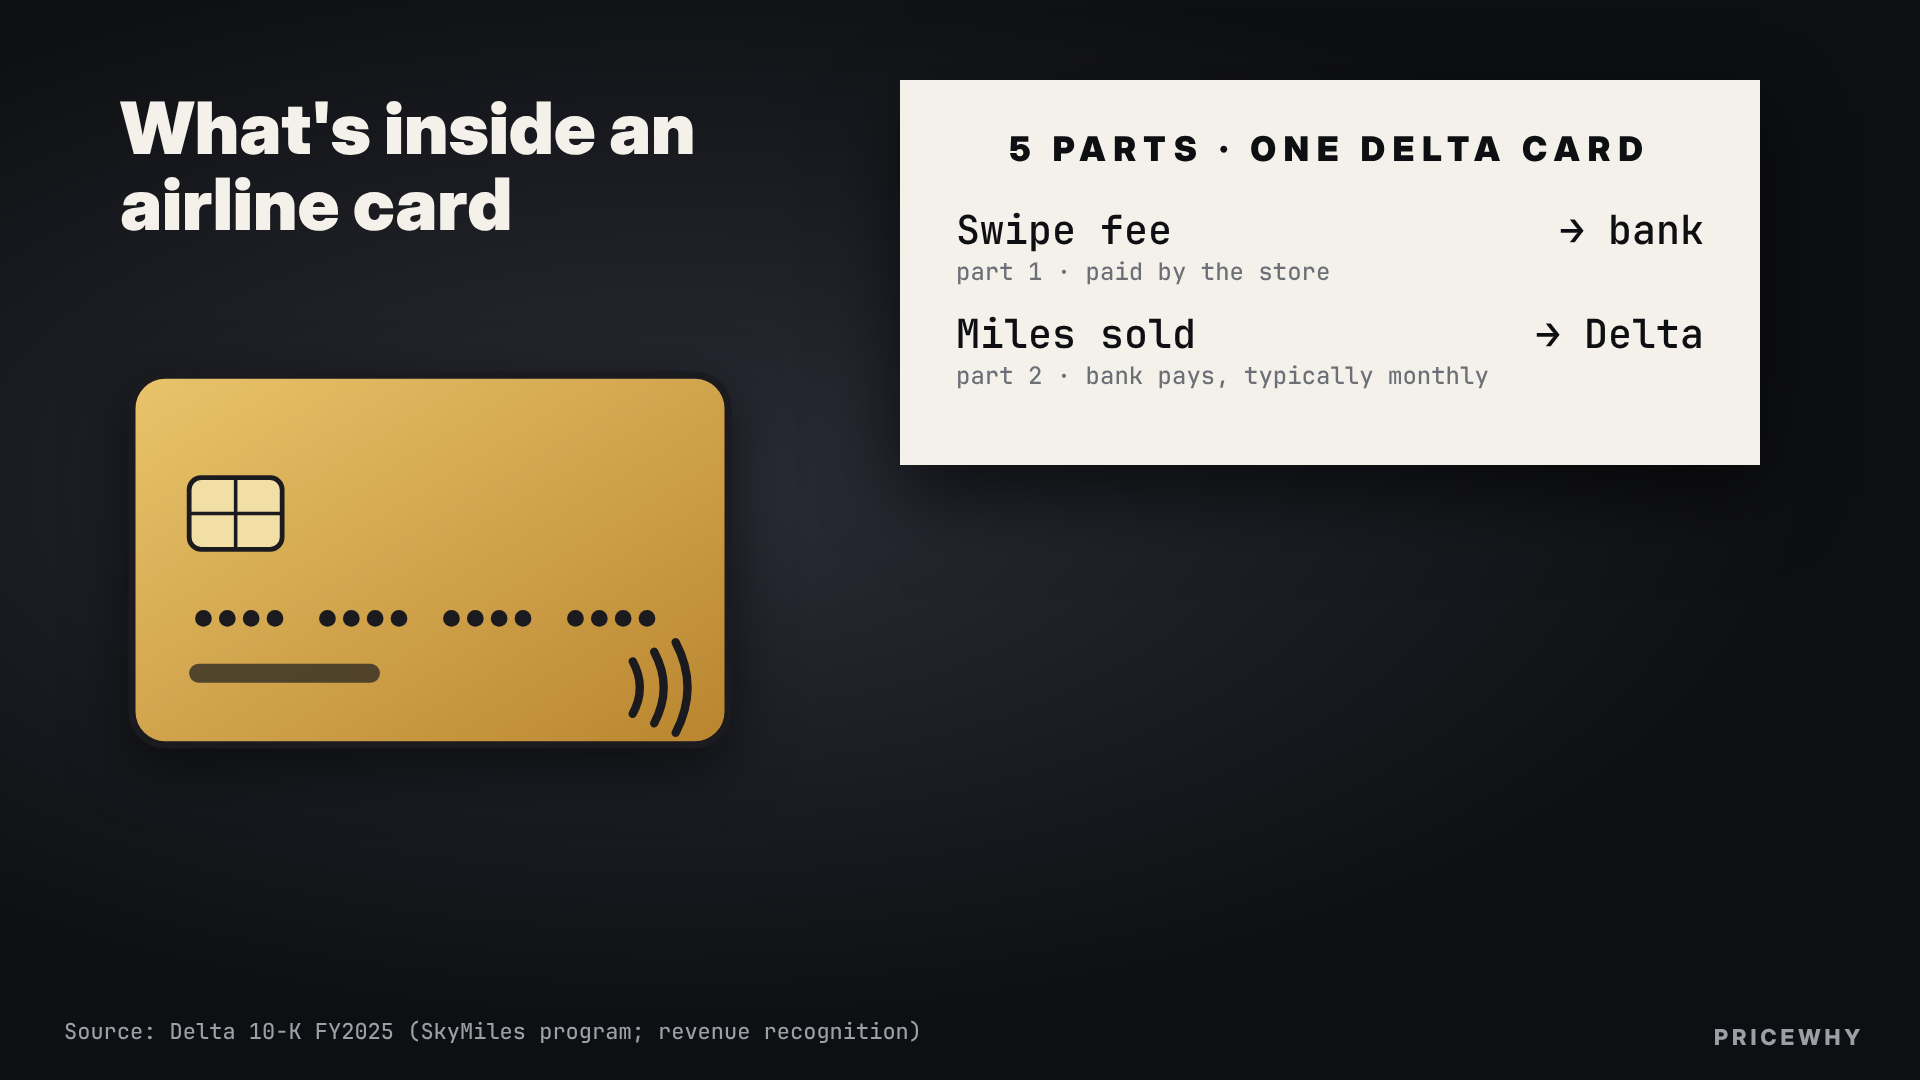 What's inside an
airline card
5 PARTS · ONE DELTA CARD
Swipe fee → bank
part 1 · paid by the store
Miles sold → Delta
part 2 · bank pays, typically monthly
Source: Delta 10-K FY2025 (SkyMiles program; revenue recognition)
PRICEWHY